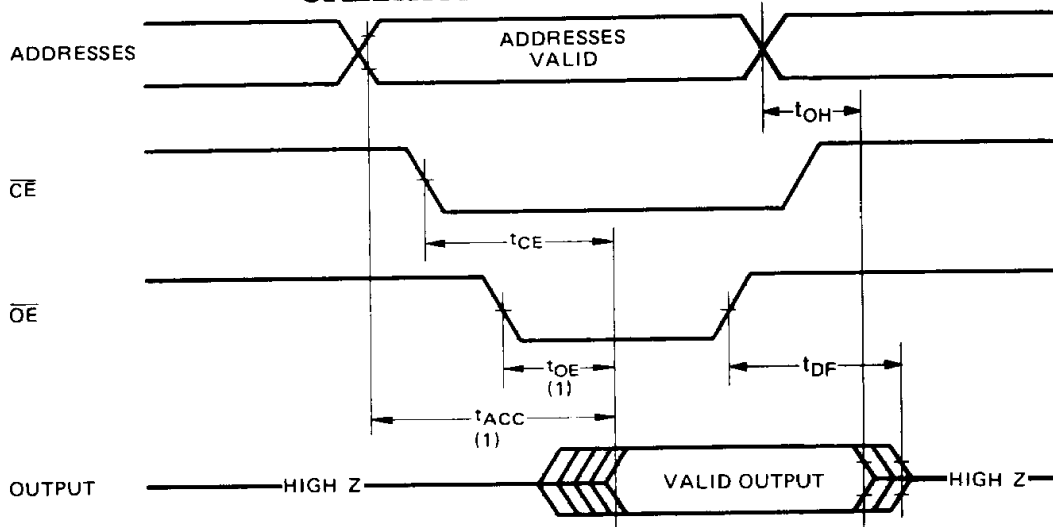 ADDRESSES
ADDRESSES
VALID
tOH
CE
tCE
OE
tOE
(1)
tDF
tACC
(1)
OUTPUT
HIGH Z
VALID OUTPUT
HIGH Z